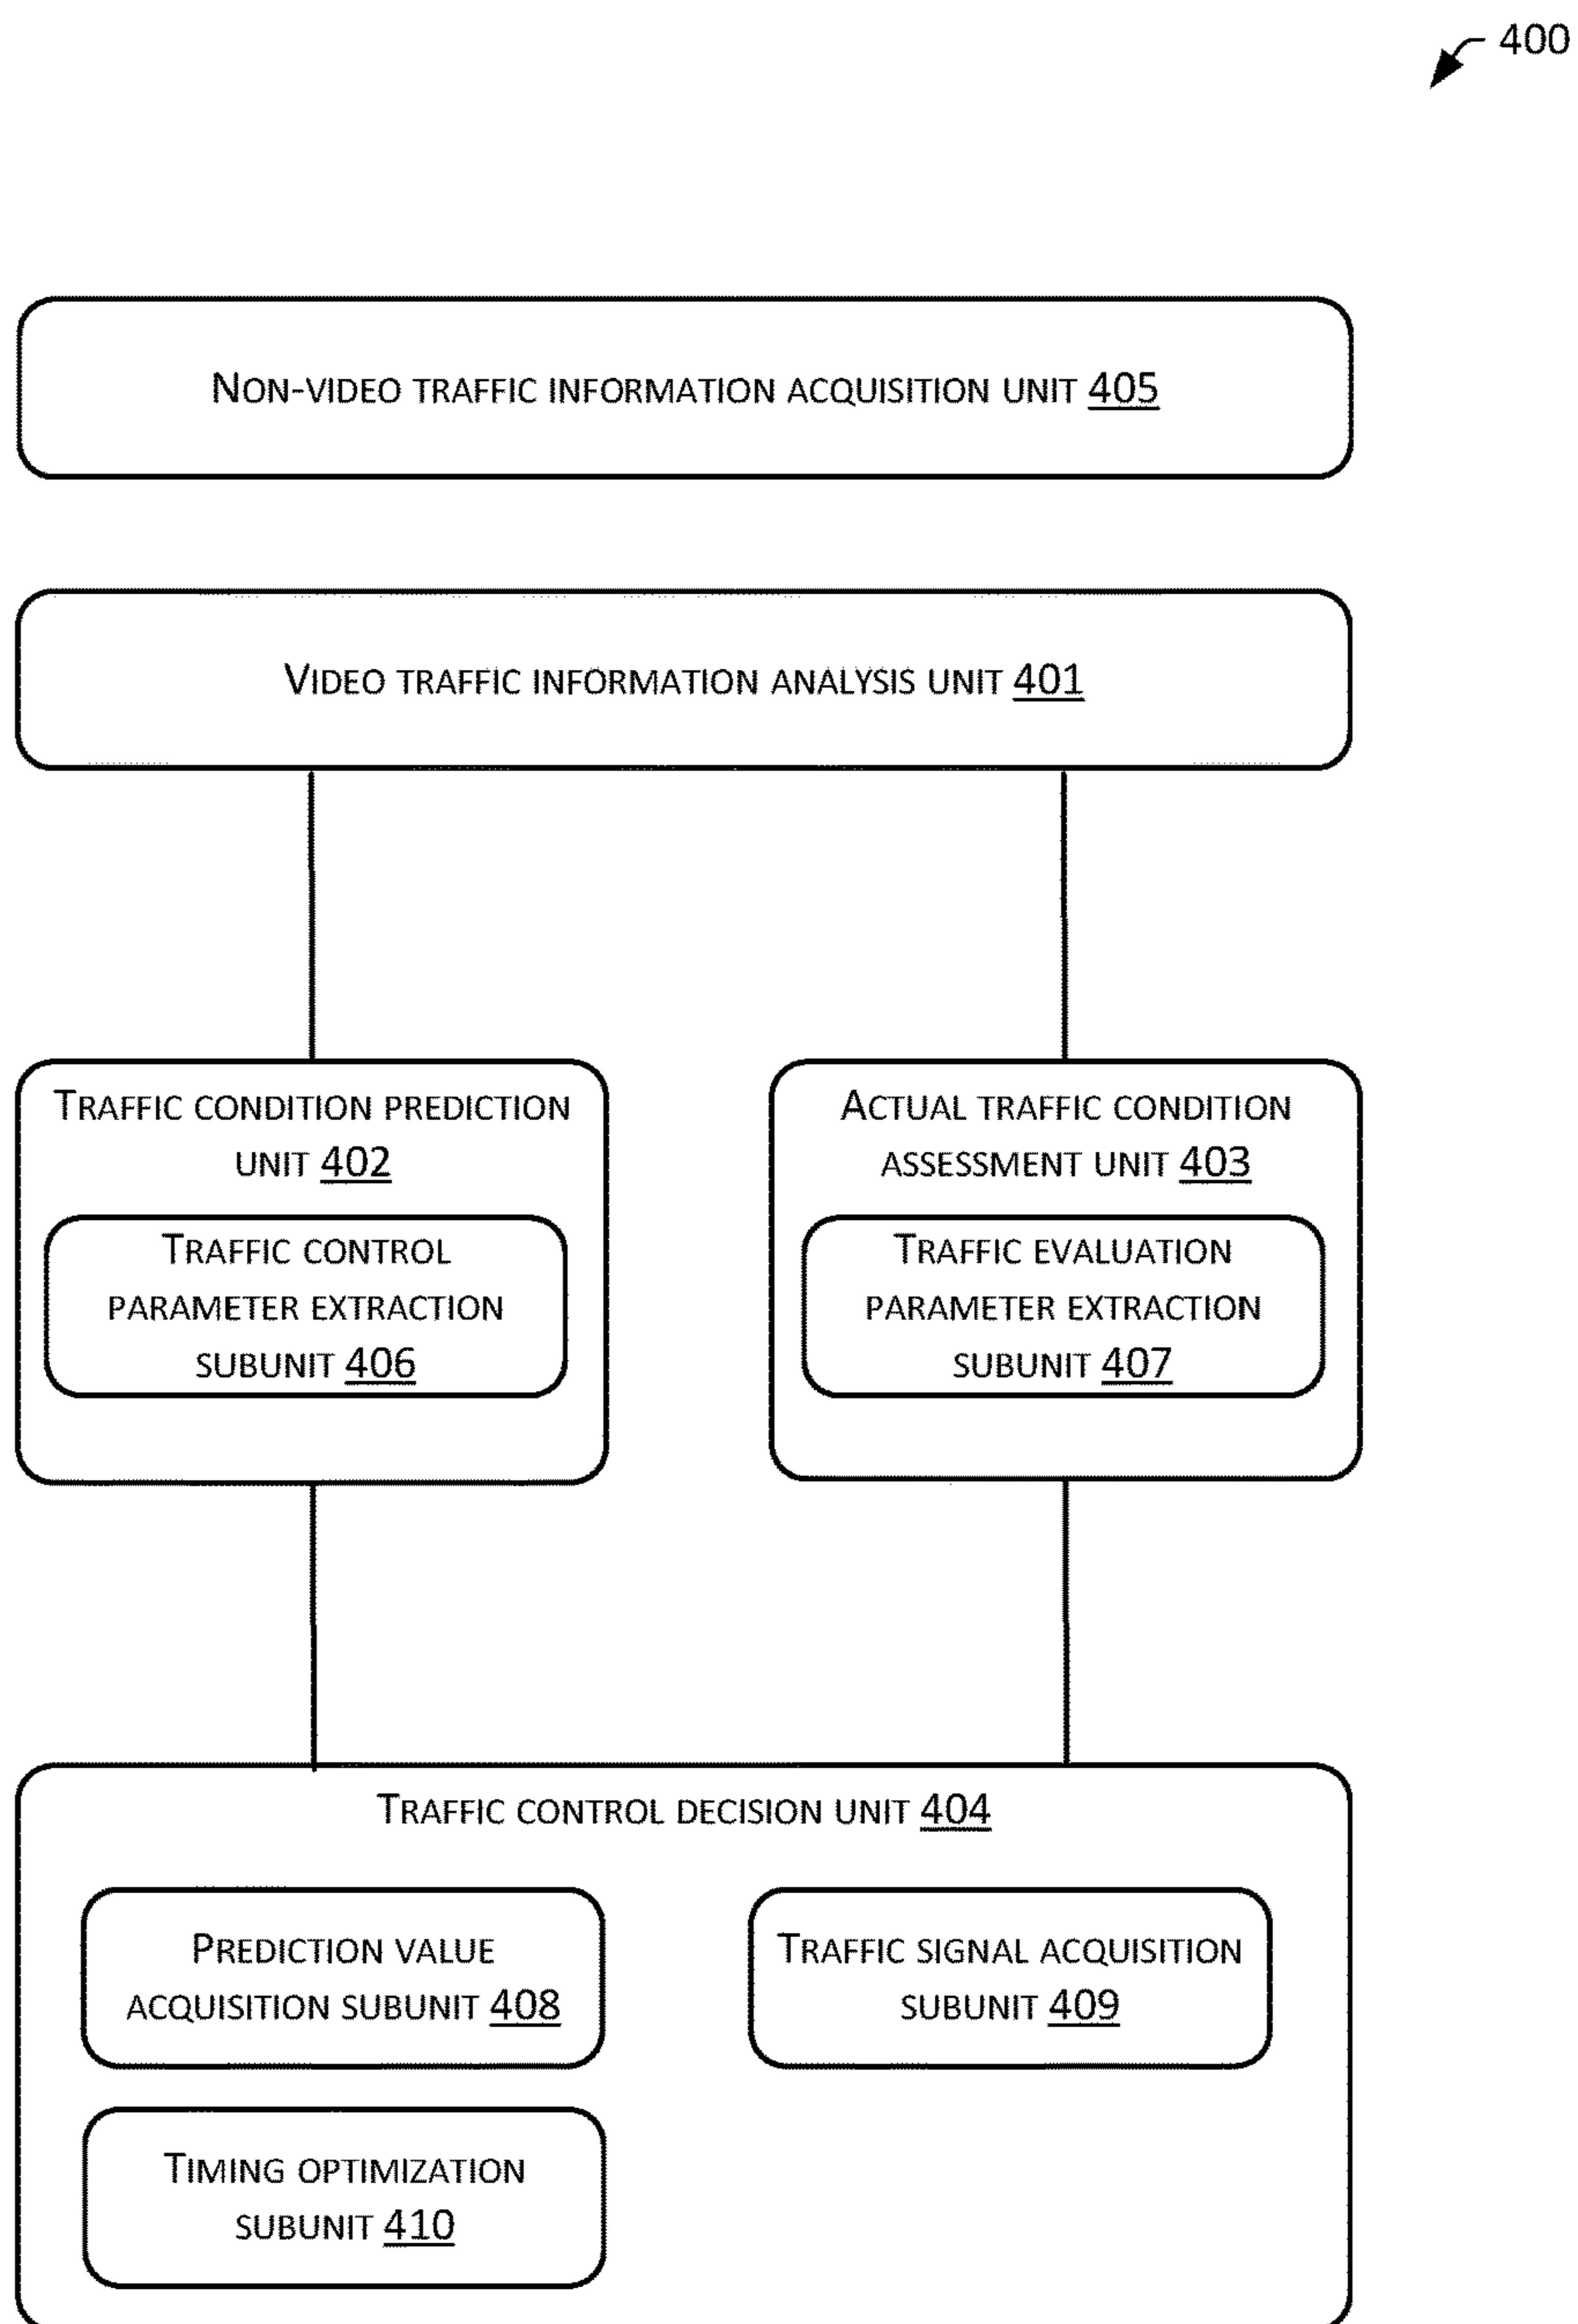 400
NON-VIDEO TRAFFIC INFORMATION ACQUISITION UNIT 405
VIDEO TRAFFIC INFORMATION ANALYSIS UNIT 401
TRAFFIC CONDITION PREDICTION
UNIT 402
TRAFFIC CONTROL
PARAMETER EXTRACTION
SUBUNIT 406
ACTUAL TRAFFIC CONDITION
ASSESSMENT UNIT 403
TRAFFIC EVALUATION
PARAMETER EXTRACTION
SUBUNIT 407
TRAFFIC CONTROL DECISION UNIT 404
PREDICTION VALUE
ACQUISITION SUBUNIT 408
TRAFFIC SIGNAL ACQUISITION
SUBUNIT 409
TIMING OPTIMIZATION
SUBUNIT 410